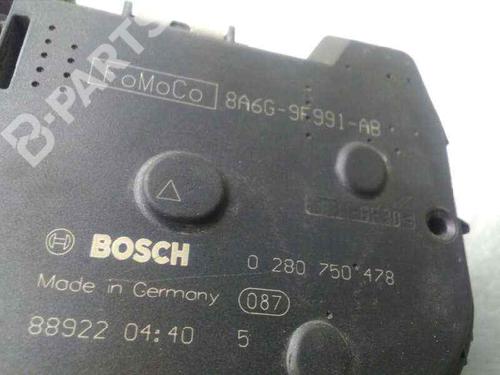 B-PARTS
FoMoCo
8A6G-9F991-AB
BOSCH
0 280 750 478
Made in Germany
087
88922 04:40 5